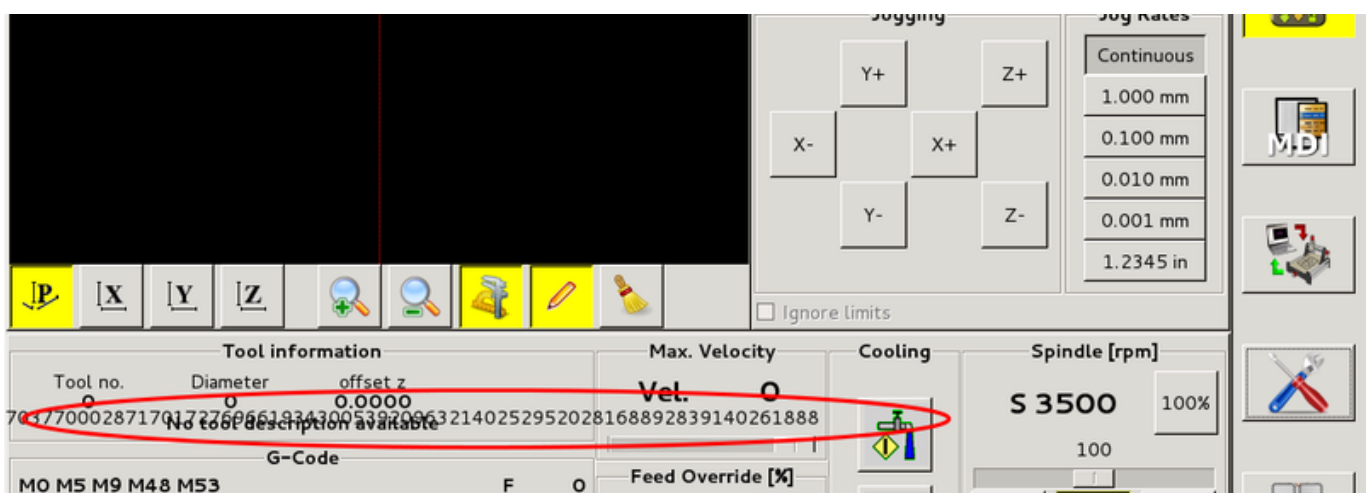 Jogging
Jog Rates
Y+
Z+
Continuous
1.000 mm
X-
X+
0.100 mm
MDI
0.010 mm
Y-
Z-
0.001 mm
1.2345 in
P
X
Y
Z
Ignore limits
Tool information
Max. Velocity
Cooling
Spindle [rpm]
Tool no.
Diameter
offset z
0
0
0.0000
Vel.
0
S 3500
100%
No tool description available
100
G-Code
Feed Override [%]
M0 M5 M9 M48 M53
F
0